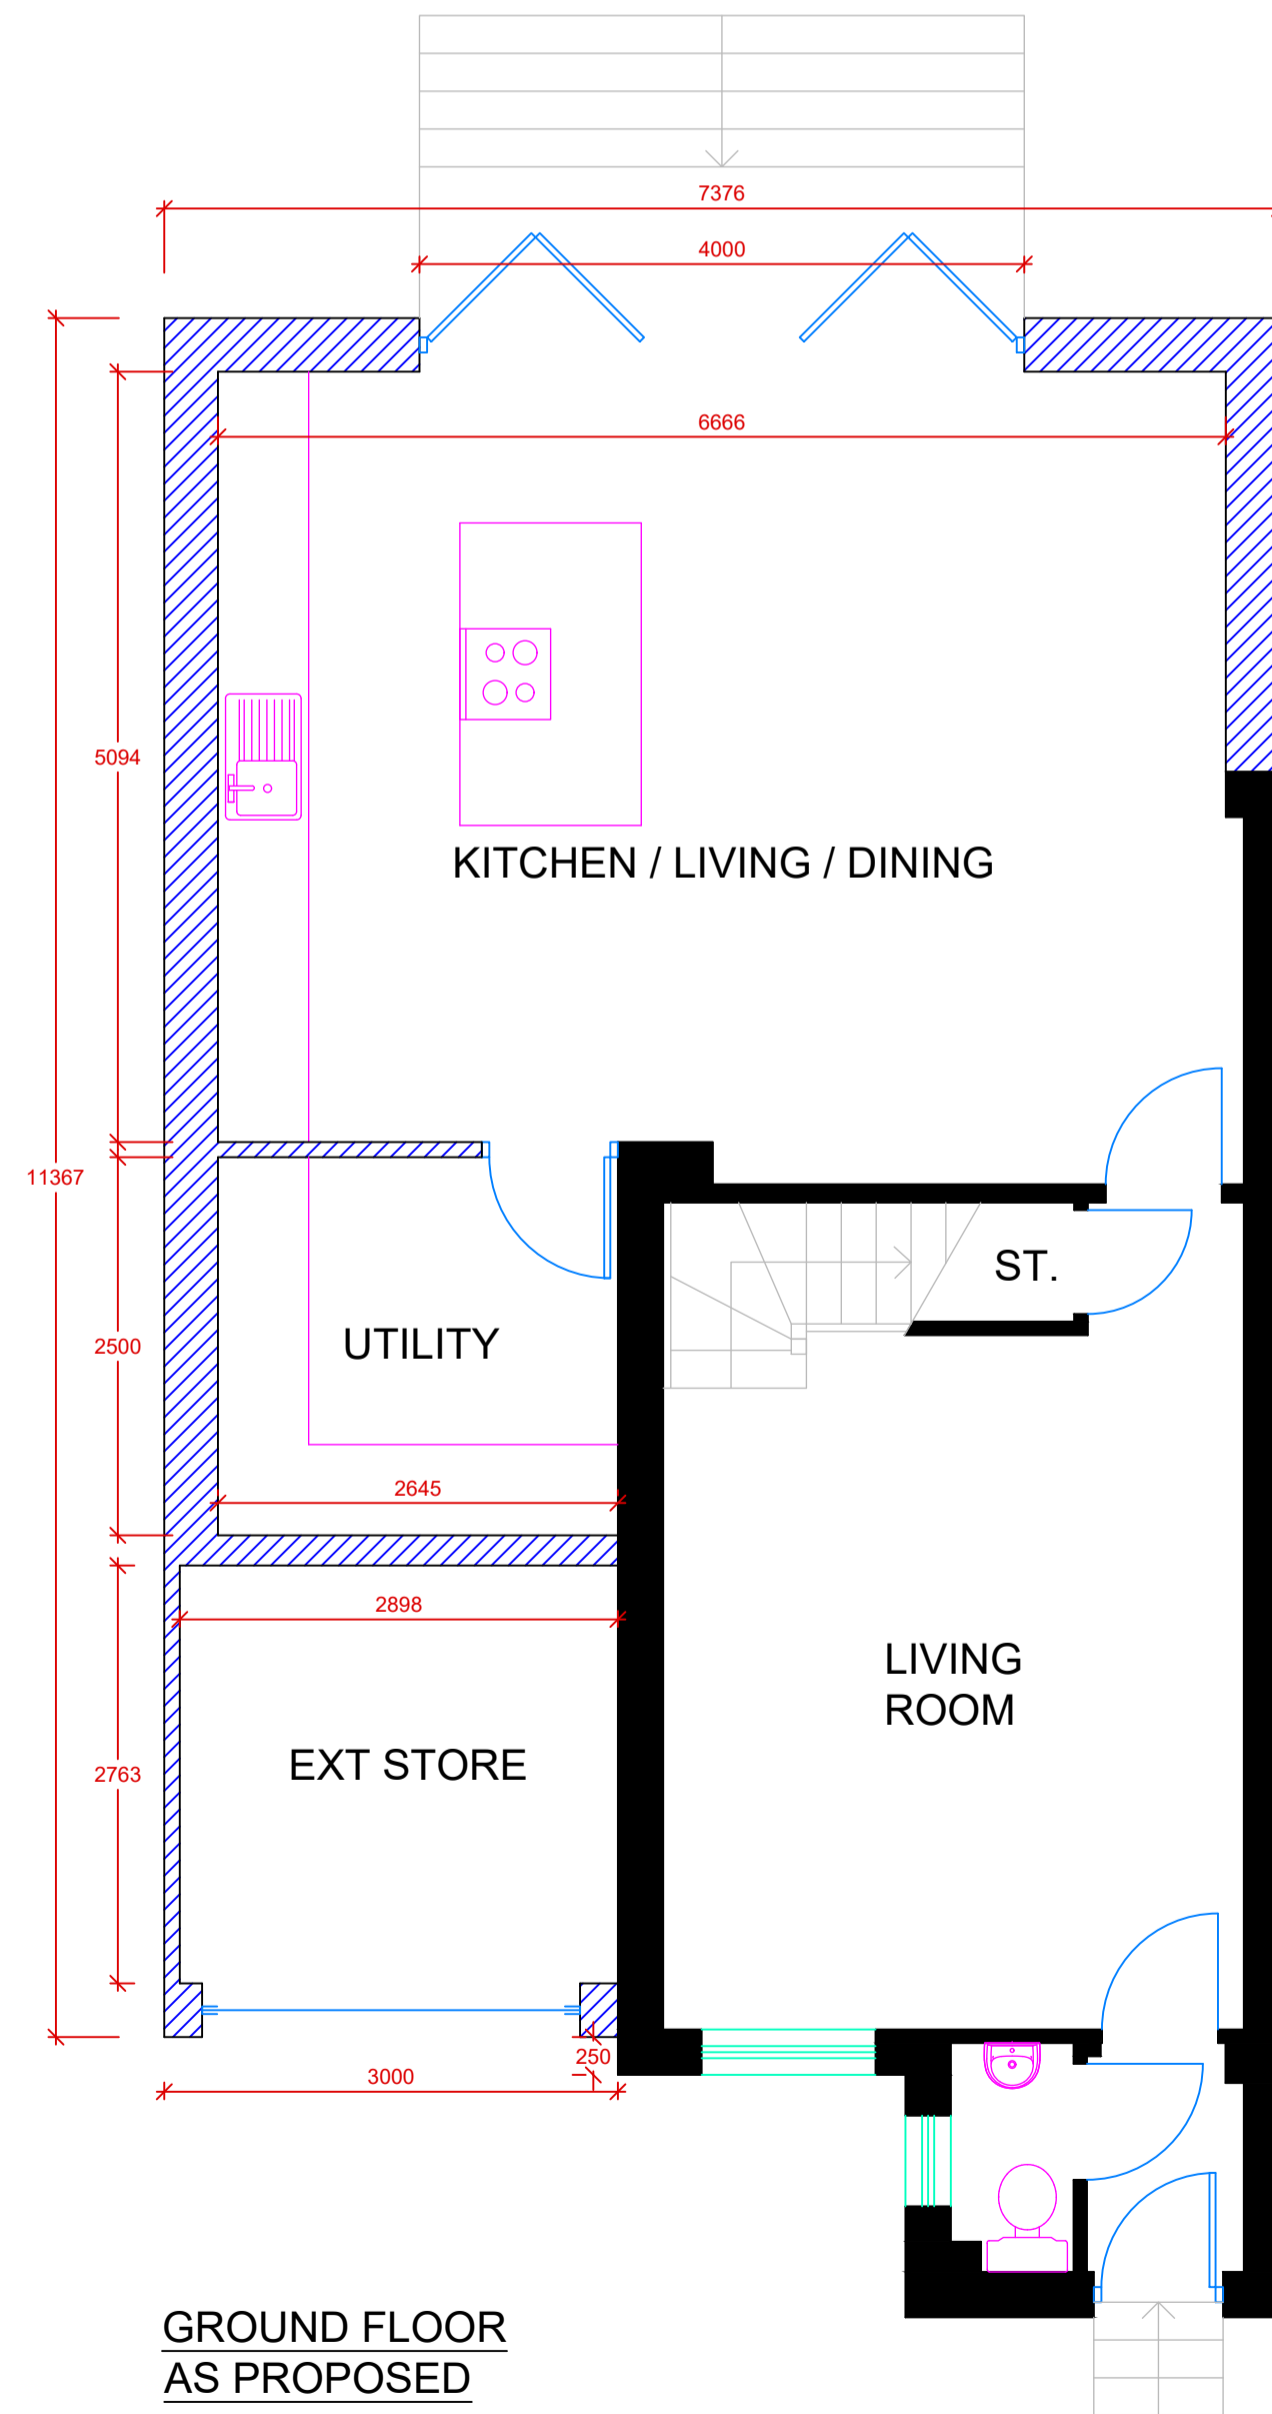 7376
4000
6666
5094
KITCHEN / LIVING / DINING
11367
ST.
UTILITY
2500
2645
2898
LIVING
ROOM
EXT STORE
2763
250
3000
GROUND FLOOR
AS PROPOSED